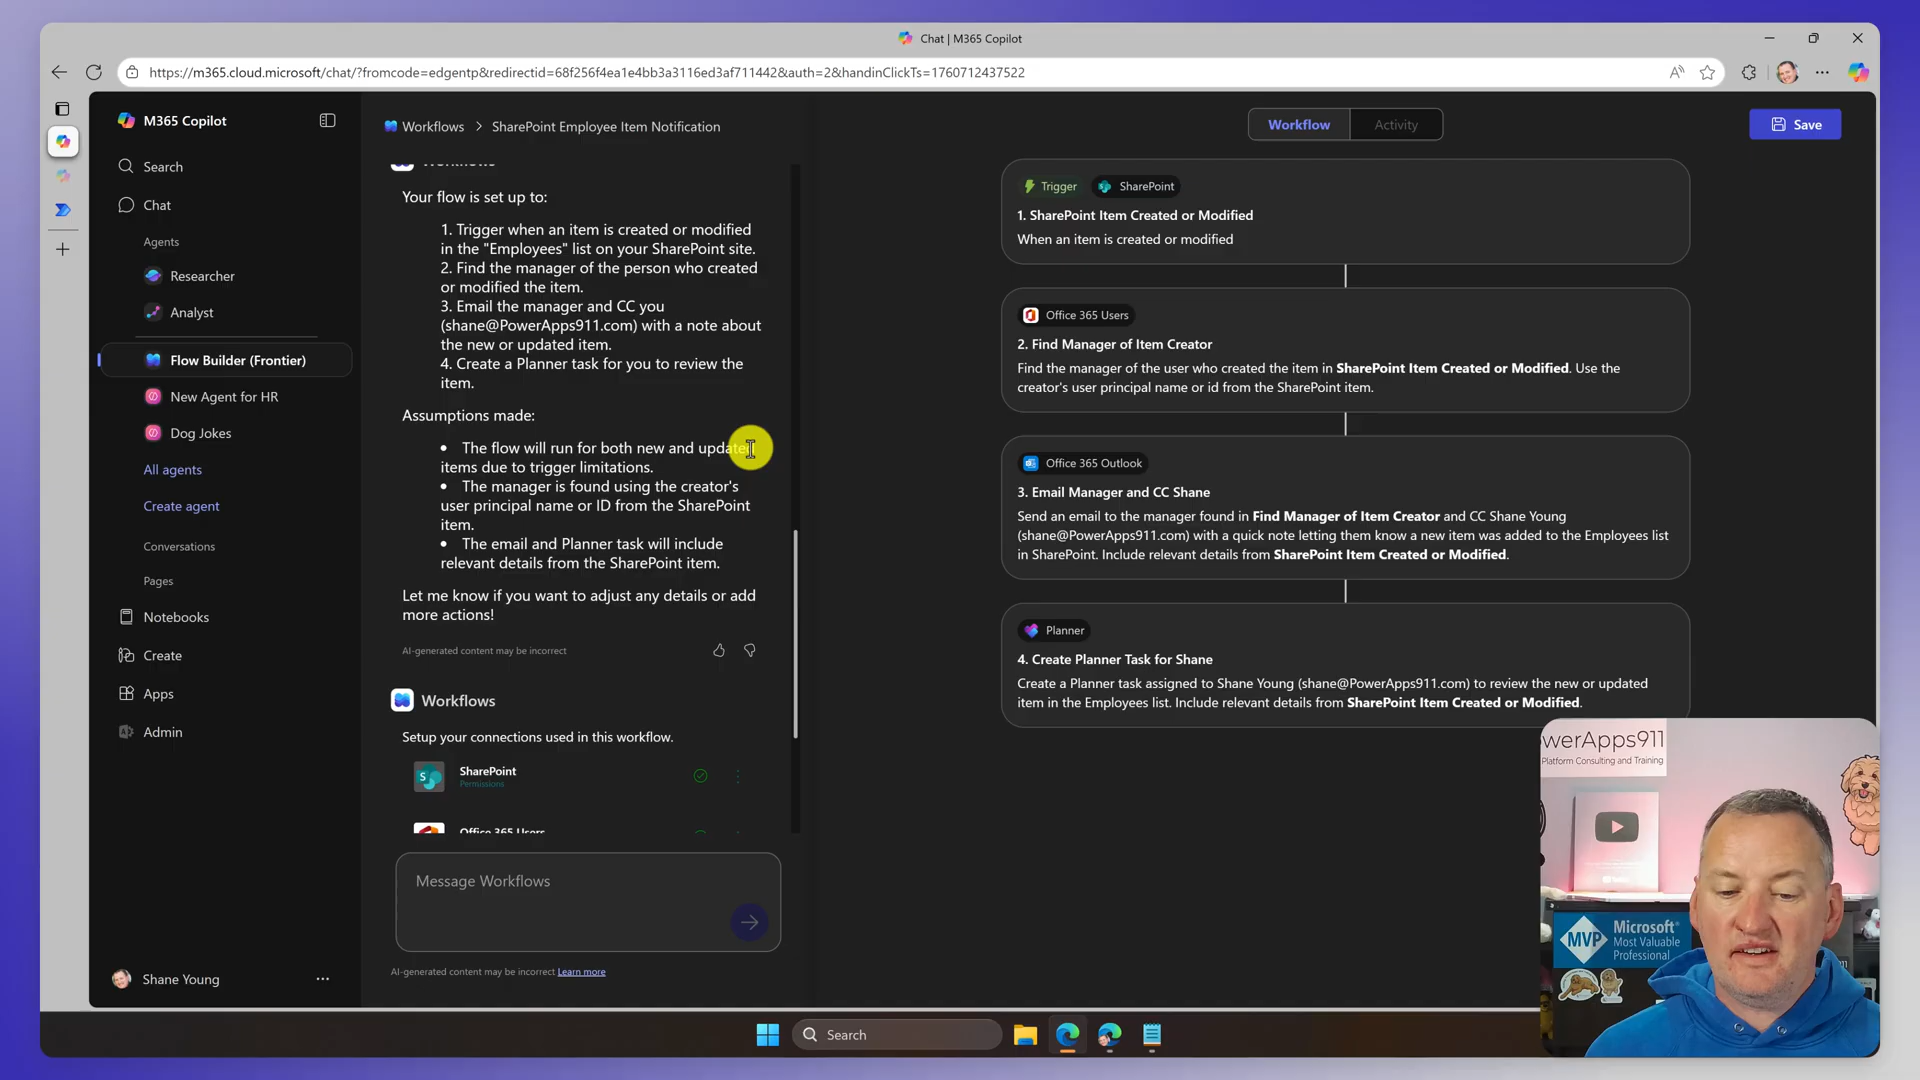 Chat | M365 Copilot
https://m365.cloud.microsoft/chat/?fromcode=edgentp&redirectid=68f256f4ea1e4bb3a3116ed3af711442&auth=2&handinClickTs=1760712437522
M365 Copilot
Search
Chat
Agents
Researcher
Analyst
Flow Builder (Frontier)
New Agent for HR
Dog Jokes
All agents
Create agent
Conversations
Pages
Notebooks
Create
Apps
Admin
Shane Young
Workflows > SharePoint Employee Item Notification
Workflows
Your flow is set up to:
1. Trigger when an item is created or modified
in the "Employees" list on your SharePoint site.
2. Find the manager of the person who created
or modified the item.
3. Email the manager and CC you
(shane@PowerApps911.com) with a note about
the new or updated item.
4. Create a Planner task for you to review the
item.
Assumptions made:
• The flow will run for both new and updated
items due to trigger limitations.
• The manager is found using the creator's
user principal name or ID from the SharePoint
item.
• The email and Planner task will include
relevant details from the SharePoint item.
Let me know if you want to adjust any details or add
more actions!
AI-generated content may be incorrect
Workflows
Setup your connections used in this workflow.
SharePoint
Permissions
Office 365 Users
Message Workflows
AI-generated content may be incorrect Learn more
Workflow
Activity
Save
Trigger
SharePoint
1. SharePoint Item Created or Modified
When an item is created or modified
Office 365 Users
2. Find Manager of Item Creator
Find the manager of the user who created the item in SharePoint Item Created or Modified. Use the
creator's user principal name or id from the SharePoint item.
Office 365 Outlook
3. Email Manager and CC Shane
Send an email to the manager found in Find Manager of Item Creator and CC Shane Young
(shane@PowerApps911.com) with a quick note letting them know a new item was added to the Employees list
in SharePoint. Include relevant details from SharePoint Item Created or Modified.
Planner
4. Create Planner Task for Shane
Create a Planner task assigned to Shane Young (shane@PowerApps911.com) to review the new or updated
item in the Employees list. Include relevant details from SharePoint Item Created or Modified.
werApps911
Platform Consulting and Training
MVP
Microsoft
Most Valuable
Professional
Search